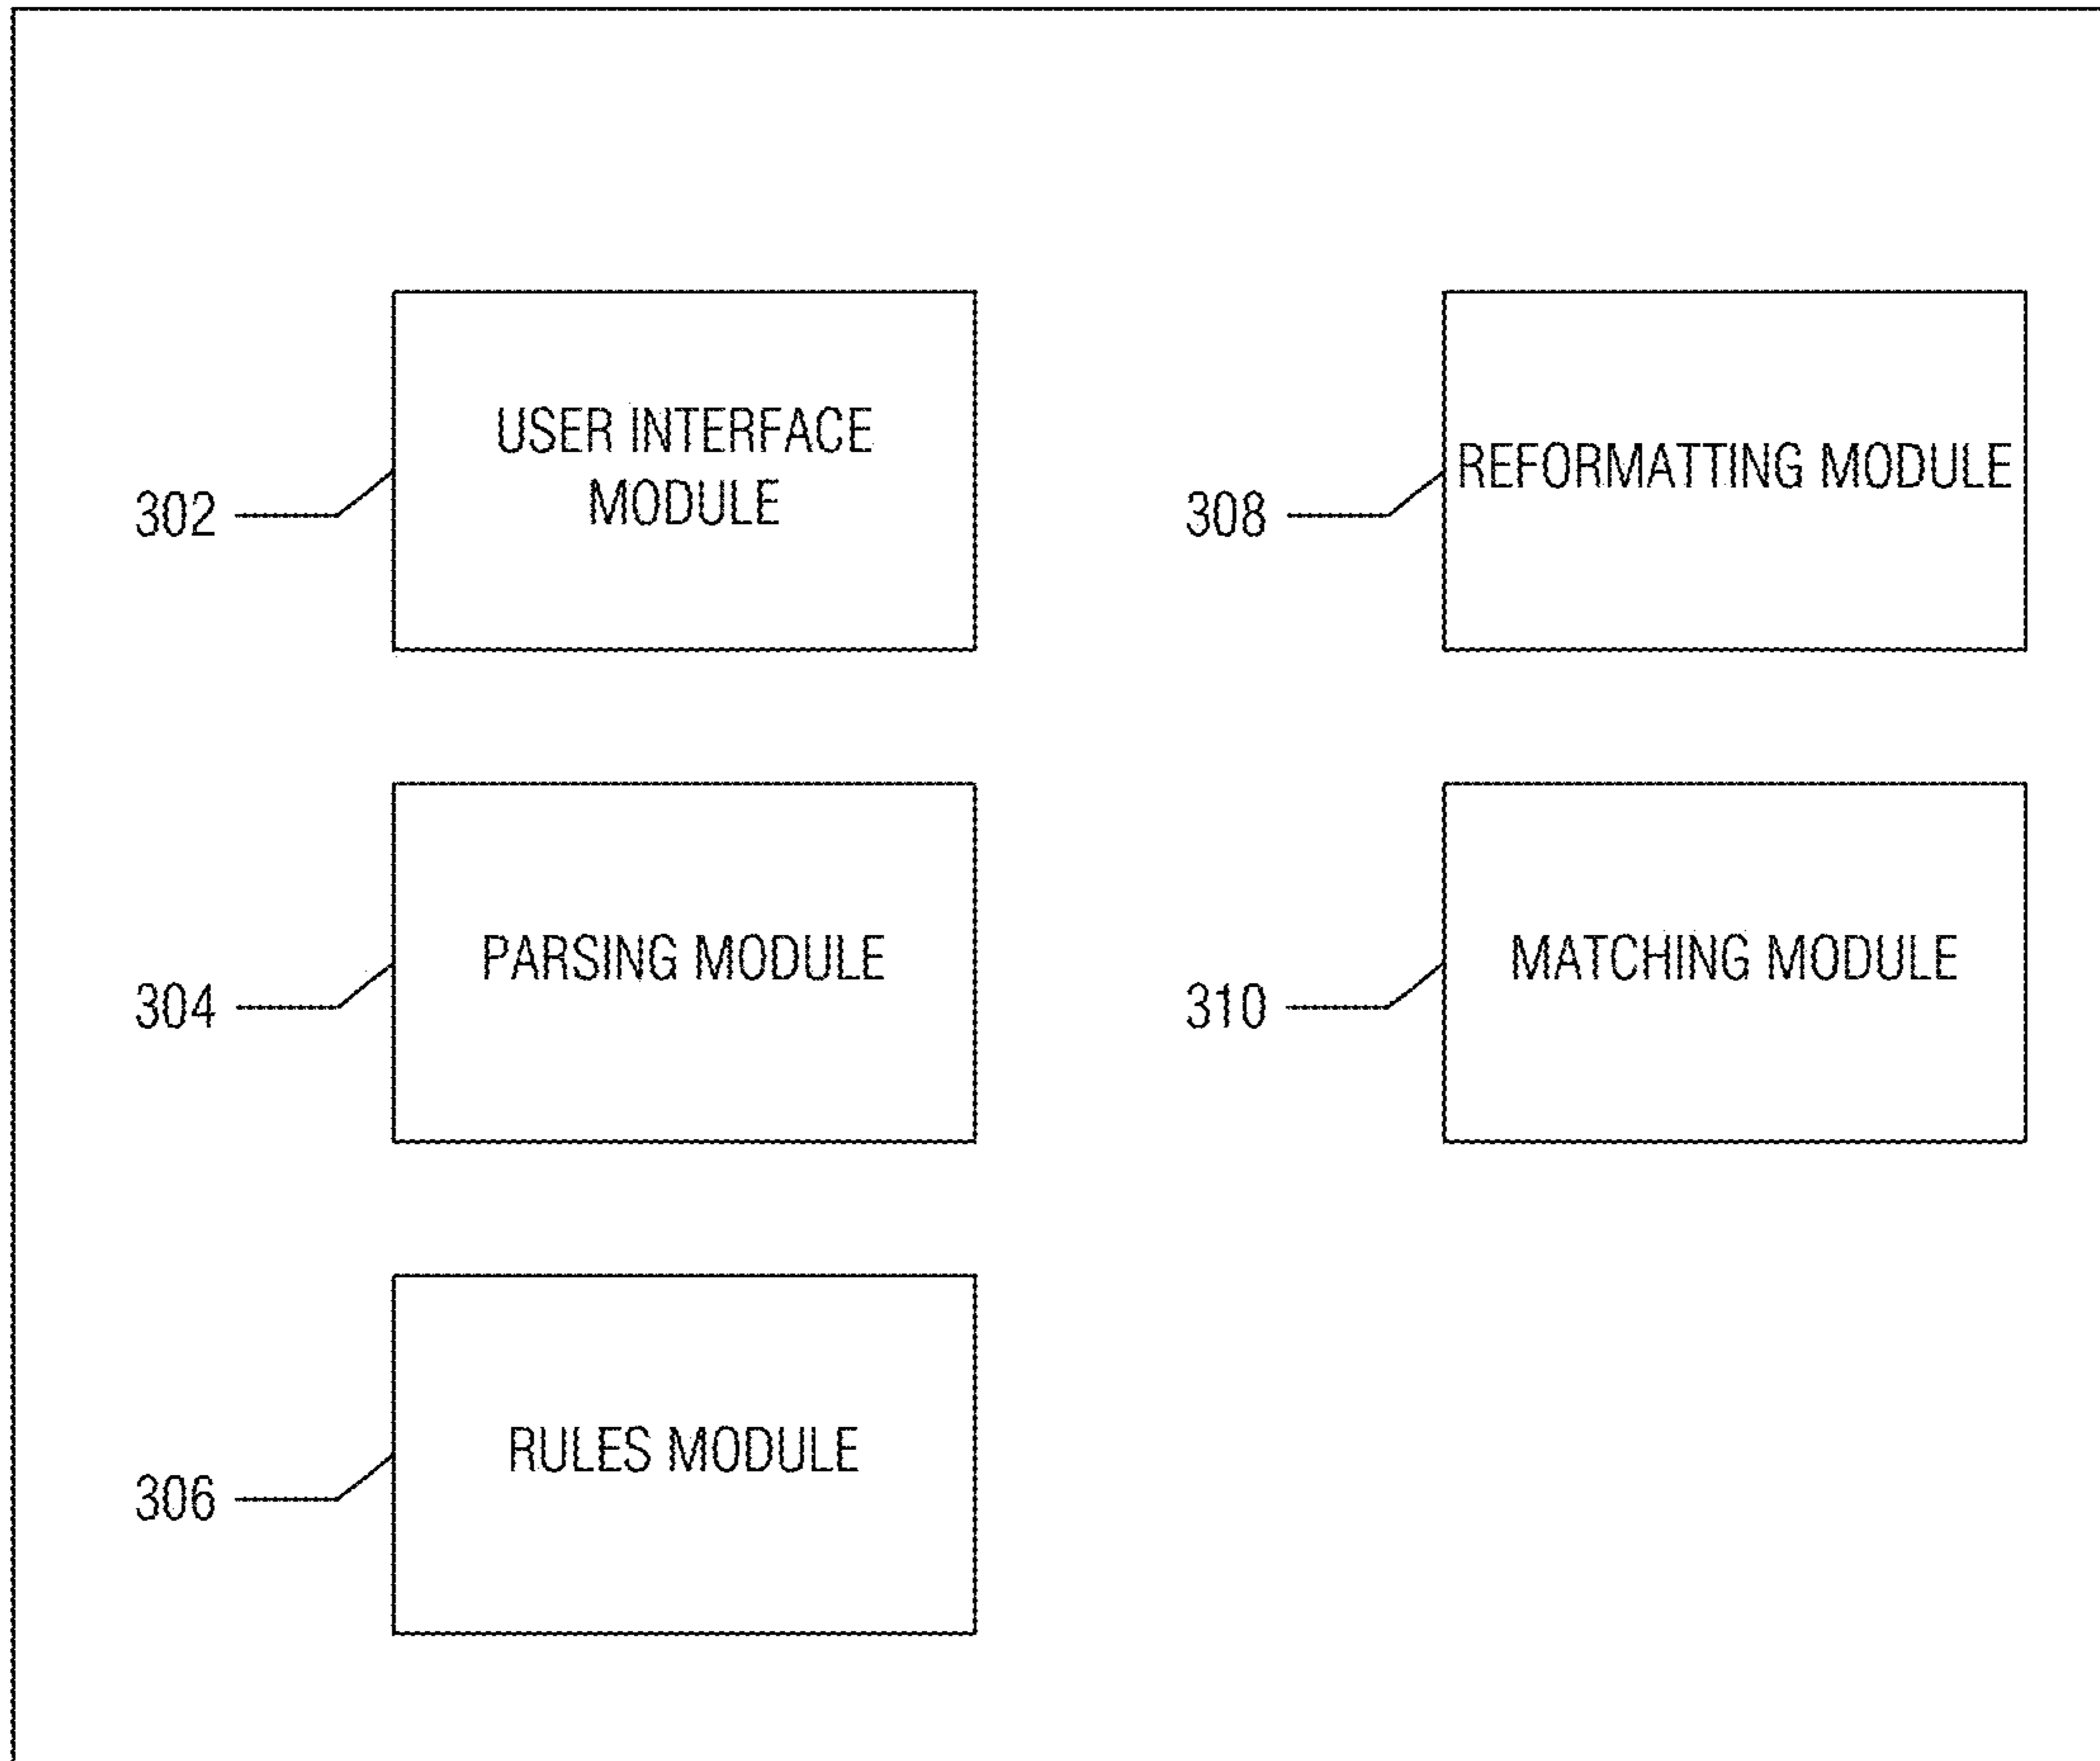 USER INTERFACE
MODULE
302
REFORMATTING MODULE
308
PARSING MODULE
304
MATCHING MODULE
310
RULES MODULE
306